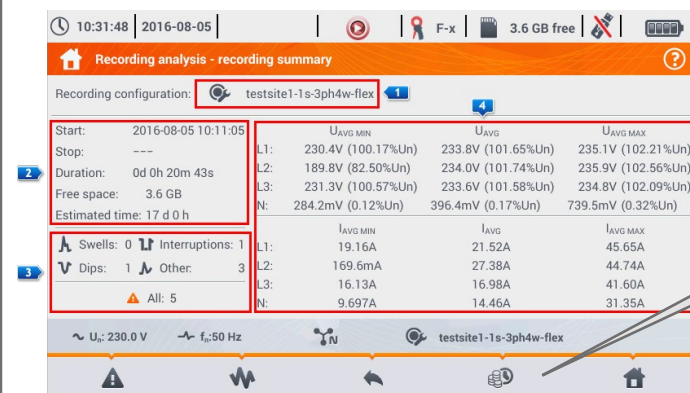 10:31:48 2016-08-05 F-x 3.6 GB free
Recording analysis - recording summary ?
Recording configuration: testsite1-1s-3ph4w-flex 1
4
2
Start: 2016-08-05 10:11:05
Stop: ---
Duration: 0d 0h 20m 43s
Free space: 3.6 GB
Estimated time: 17 d 0 h
UAVG MIN UAVG UAVG MAX
L1: 230.4V (100.17%Un) 233.8V (101.65%Un) 235.1V (102.21%Un)
L2: 189.8V (82.50%Un) 234.0V (101.74%Un) 235.9V (102.56%Un)
L3: 231.3V (100.57%Un) 233.6V (101.58%Un) 234.8V (102.09%Un)
N: 284.2mV (0.12%Un) 396.4mV (0.17%Un) 739.5mV (0.32%Un)
3
Swells: 0 Interruptions: 1
Dips: 1 Other: 3
All: 5
IAVG MIN IAVG IAVG MAX
L1: 19.16A 21.52A 45.65A
L2: 169.6mA 27.38A 44.74A
L3: 16.13A 16.98A 41.60A
N: 9.697A 14.46A 31.35A
Un: 230.0 V fn:50 Hz N testsite1-1s-3ph4w-flex